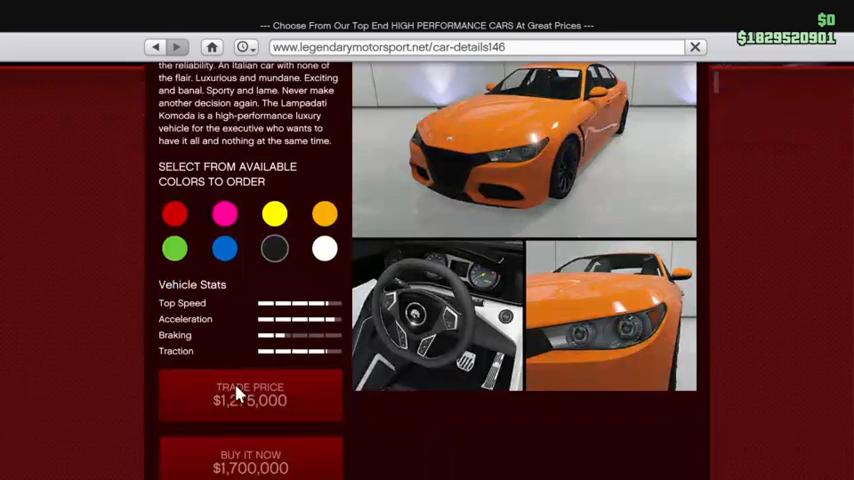 --- Choose From Our Top End HIGH PERFORMANCE CARS At Great Prices ---
$0
$1829520901
www.legendarymotorsport.net/car-details146
the reliability. An Italian car with none of
the flair. Luxurious and mundane. Exciting
and banal. Sporty and lame. Never make
another decision again. The Lampadati
Komoda is a high-performance luxury
vehicle for the executive who wants to
have it all and nothing at the same time.
SELECT FROM AVAILABLE
COLORS TO ORDER
Vehicle Stats
Top Speed
Acceleration
Braking
Traction
TRADE PRICE
$1,275,000
BUY IT NOW
$1,700,000